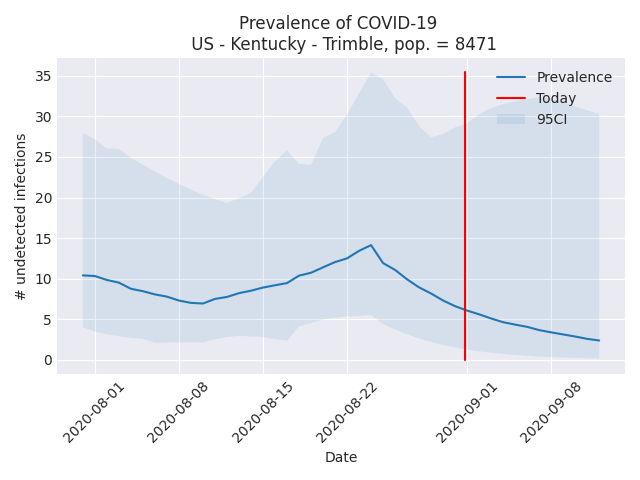 Prevalence of COVID-19
US - Kentucky - Trimble, pop. = 8471
# undetected infections
35
30
25
20
15
10
5
0
Prevalence
Today
95CI
2020-08-01
2020-08-08
2020-08-15
2020-08-22
2020-09-01
2020-09-08
Date